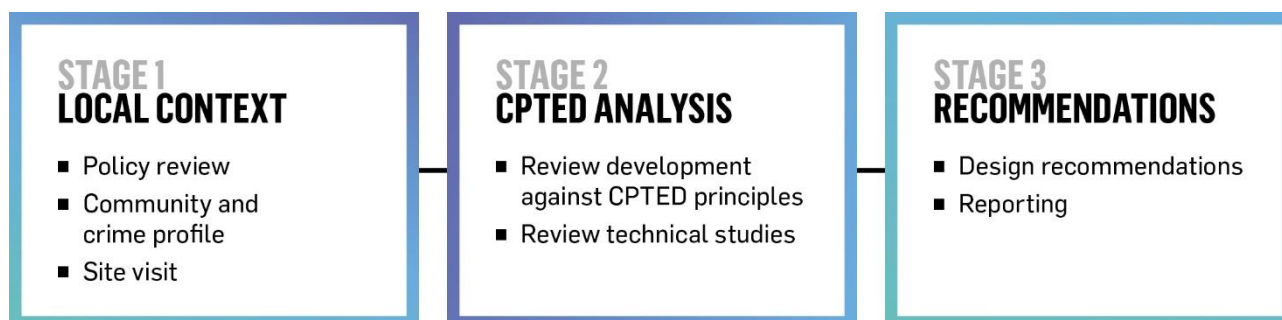 STAGE 1
LOCAL CONTEXT
■ Policy review
■ Community and
crime profile
■ Site visit
STAGE 2
CPTED ANALYSIS
■ Review development
against CPTED principles
■ Review technical studies
STAGE 3
RECOMMENDATIONS
■ Design recommendations
■ Reporting